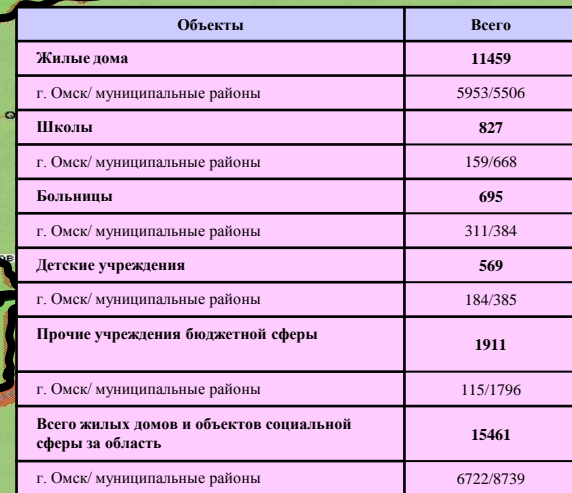 Объекты Всего
Жилые дома 11459
г. Омск/ муниципальные районы 5953/5506
Школы 827
г. Омск/ муниципальные районы 159/668
Больницы 695
г. Омск/ муниципальные районы 311/384
Детские учреждения 569
г. Омск/ муниципальные районы 184/385
Прочие учреждения бюджетной сферы 1911
г. Омск/ муниципальные районы 115/1796
Всего жилых домов и объектов социальной
сферы за область 15461
г. Омск/ муниципальные районы 6722/8739